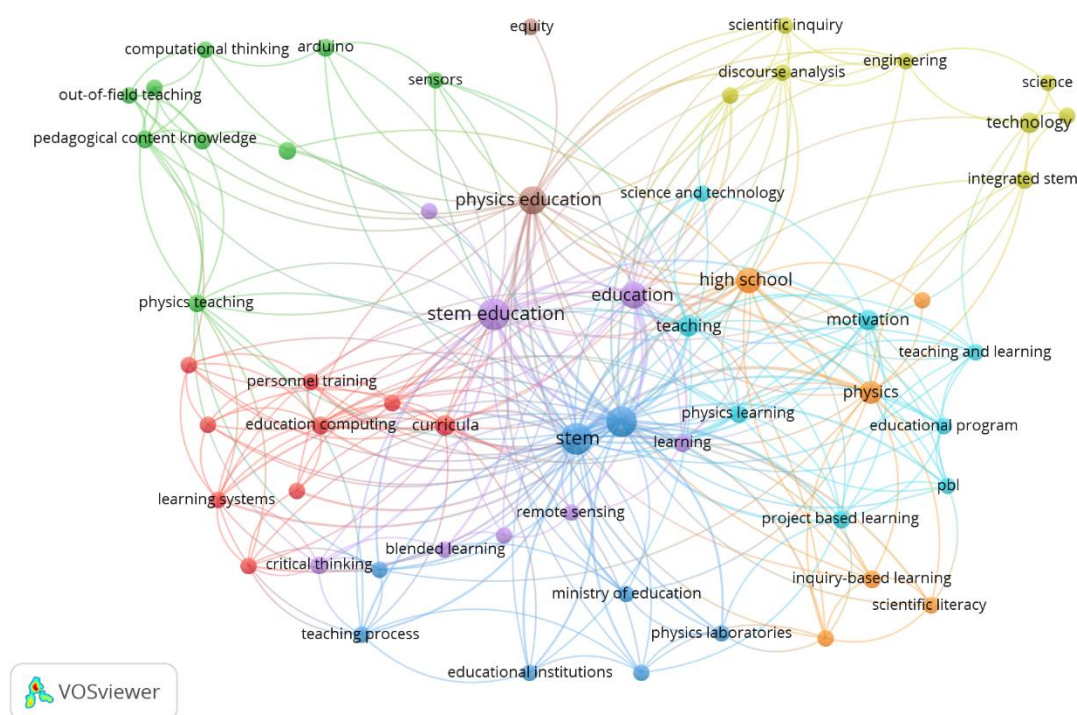 equity
scientific inquiry
computational thinking
arduino
engineering
discourse analysis
sensors
science
out-of-field teaching
technology
pedagogical content knowledge
integrated stem
science and technology
physics education
high school
education
physics teaching
stem education
teaching
motivation
teaching and learning
personnel training
physics
physics learning
education computing
curricula
educational program
stem
learning
pbl
learning systems
remote sensing
project based learning
blended learning
critical thinking
inquiry-based learning
ministry of education
scientific literacy
teaching process
physics laboratories
educational institutions
VOSviewer